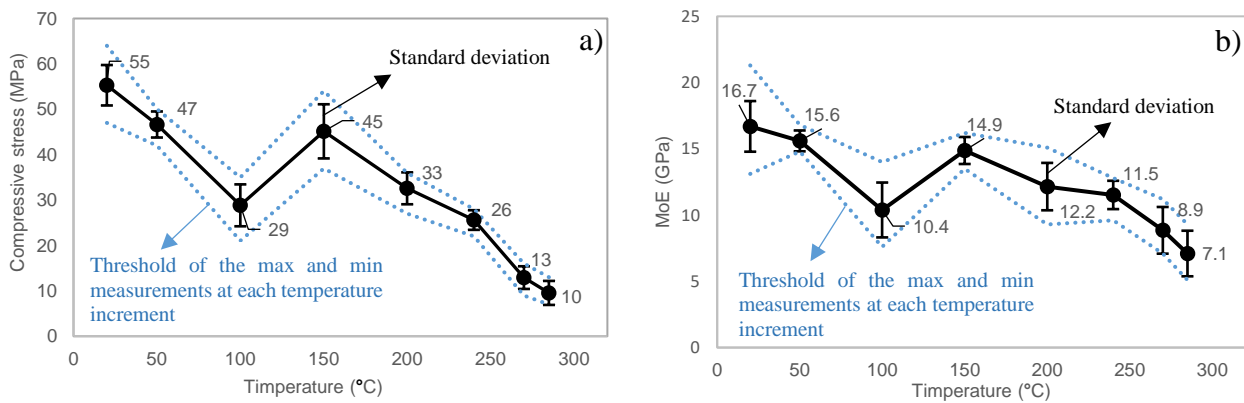 a)
Compressive stress (MPa)
70
60
50
40
30
20
10
0
55
47
29
45
33
26
13
10
Standard deviation
Threshold of the max and min
measurements at each temperature
increment
0 50 100 150 200 250 300
Timperature (°C)
b)
MoE (GPa)
25
20
15
10
5
0
16.7
15.6
10.4
14.9
12.2
11.5
8.9
7.1
Standard deviation
Threshold of the max and min
measurements at each temperature
increment
0 50 100 150 200 250 300
Timperature (°C)